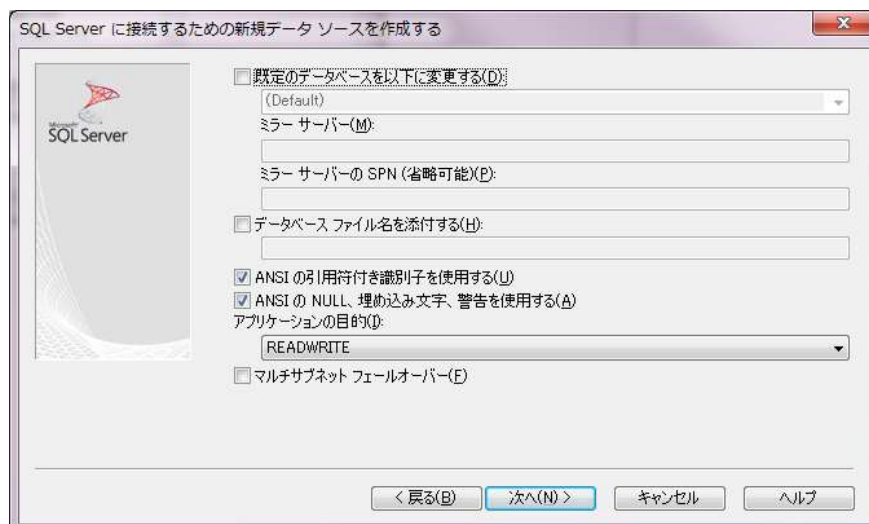 SQL Server に接続するための新規データ ソースを作成する
Microsoft
SQL Server
既定のデータベースを以下に変更する(D):
(Default)
ミラー サーバー(M):
ミラー サーバーの SPN (省略可能)(P):
データベース ファイル名を添付する(H):
ANSI の引用符付き識別子を使用する(U)
ANSI の NULL、埋め込み文字、警告を使用する(A)
アプリケーションの目的(I):
READWRITE
マルチサブネット フェールオーバー(F)
< 戻る(B) 次へ(N) > キャンセル ヘルプ